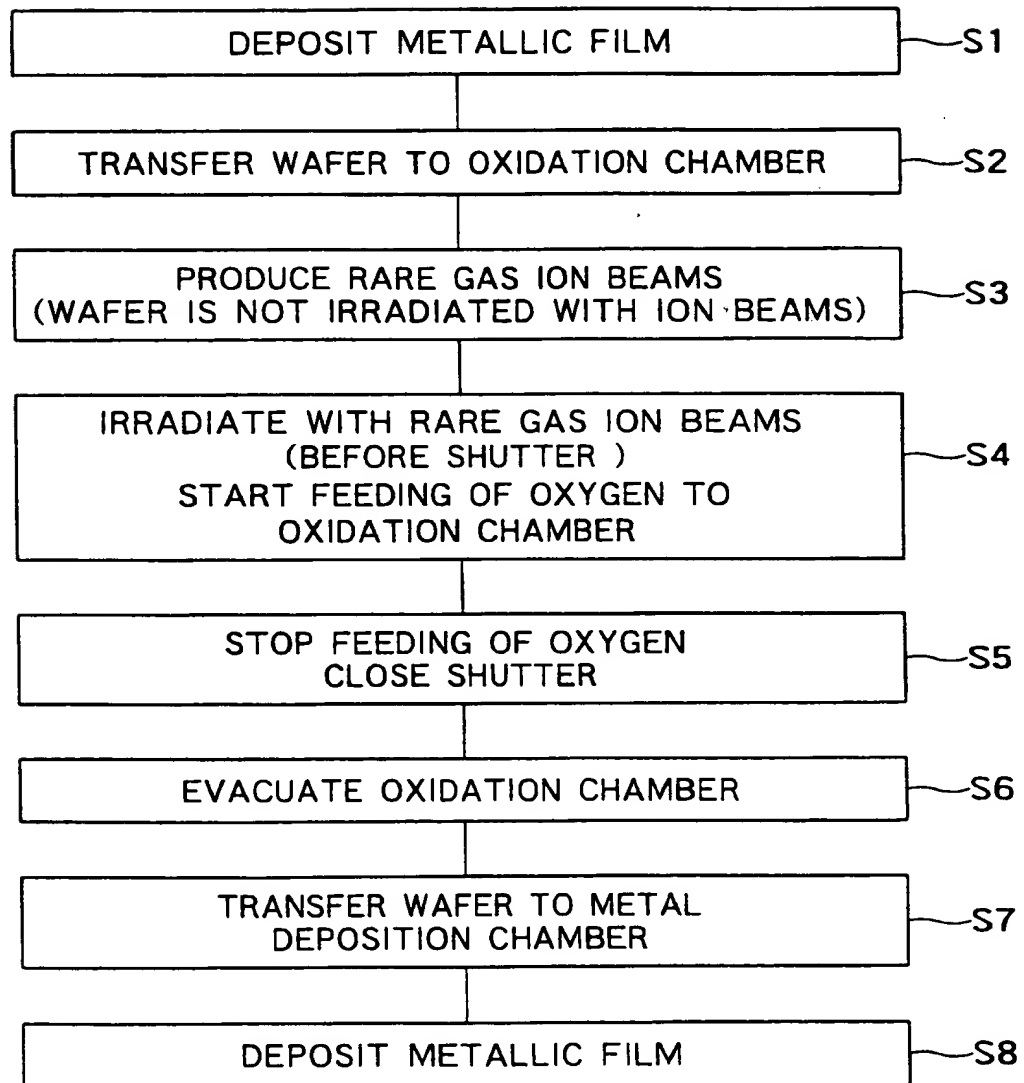 DEPOSIT METALLIC FILM S1
TRANSFER WAFER TO OXIDATION CHAMBER S2
PRODUCE RARE GAS ION BEAMS
(WAFER IS NOT IRRADIATED WITH ION BEAMS) S3
IRRADIATE WITH RARE GAS ION BEAMS
(BEFORE SHUTTER ) S4
START FEEDING OF OXYGEN TO
OXIDATION CHAMBER
STOP FEEDING OF OXYGEN
CLOSE SHUTTER S5
EVACUATE OXIDATION CHAMBER S6
TRANSFER WAFER TO METAL
DEPOSITION CHAMBER S7
DEPOSIT METALLIC FILM S8